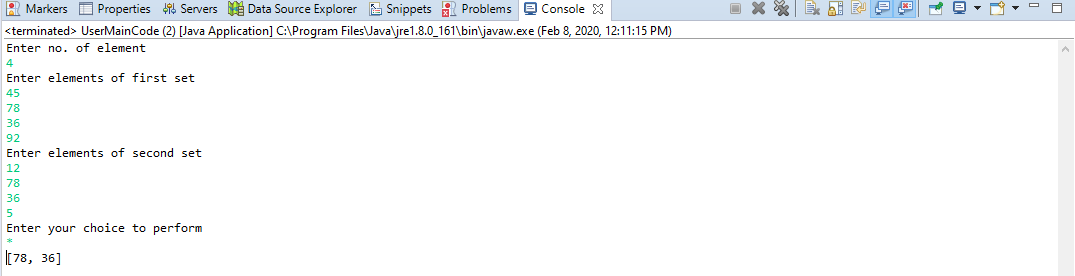 Markers Properties Servers Data Source Explorer Snippets Problems Console
<terminated> UserMainCode (2) [Java Application] C:\Program Files\Java\jre1.8.0_161\bin\javaw.exe (Feb 8, 2020, 12:11:15 PM)
Enter no. of element
4
Enter elements of first set
45
78
36
92
Enter elements of second set
12
78
36
5
Enter your choice to perform
*
[78, 36]